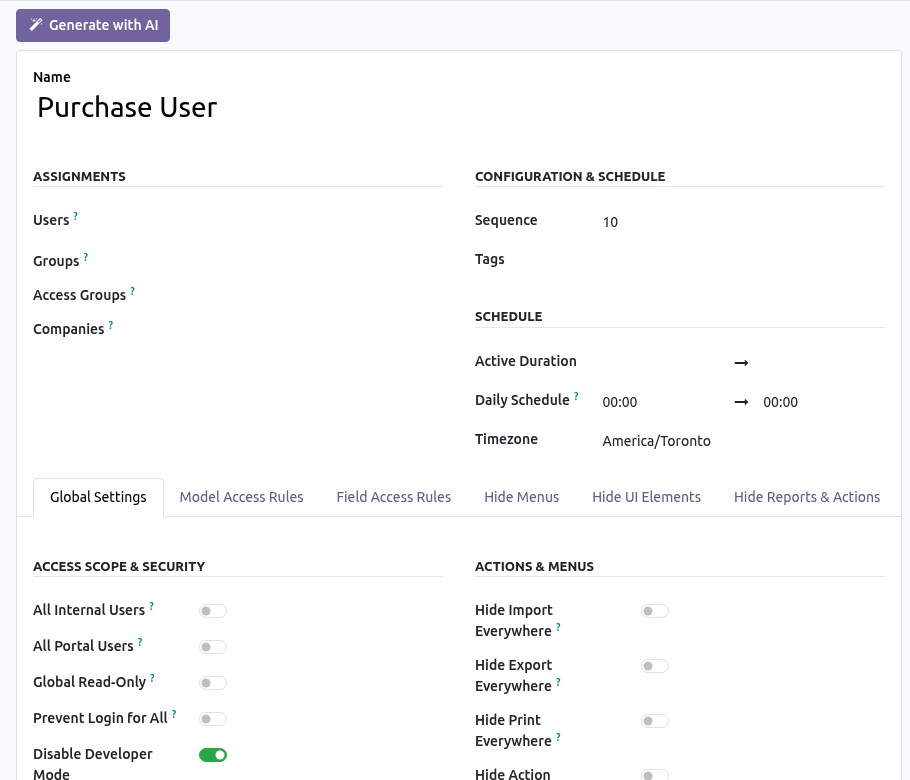 Generate with AI
Name
Purchase User
ASSIGNMENTS
Users ?
Groups ?
Access Groups ?
Companies ?
CONFIGURATION & SCHEDULE
Sequence 10
Tags
SCHEDULE
Active Duration →
Daily Schedule ? 00:00 → 00:00
Timezone America/Toronto
Global Settings Model Access Rules Field Access Rules Hide Menus Hide UI Elements Hide Reports & Actions
ACCESS SCOPE & SECURITY
All Internal Users ?
All Portal Users ?
Global Read-Only ?
Prevent Login for All ?
Disable Developer
Mode
ACTIONS & MENUS
Hide Import
Everywhere ?
Hide Export
Everywhere ?
Hide Print
Everywhere ?
Hide Action